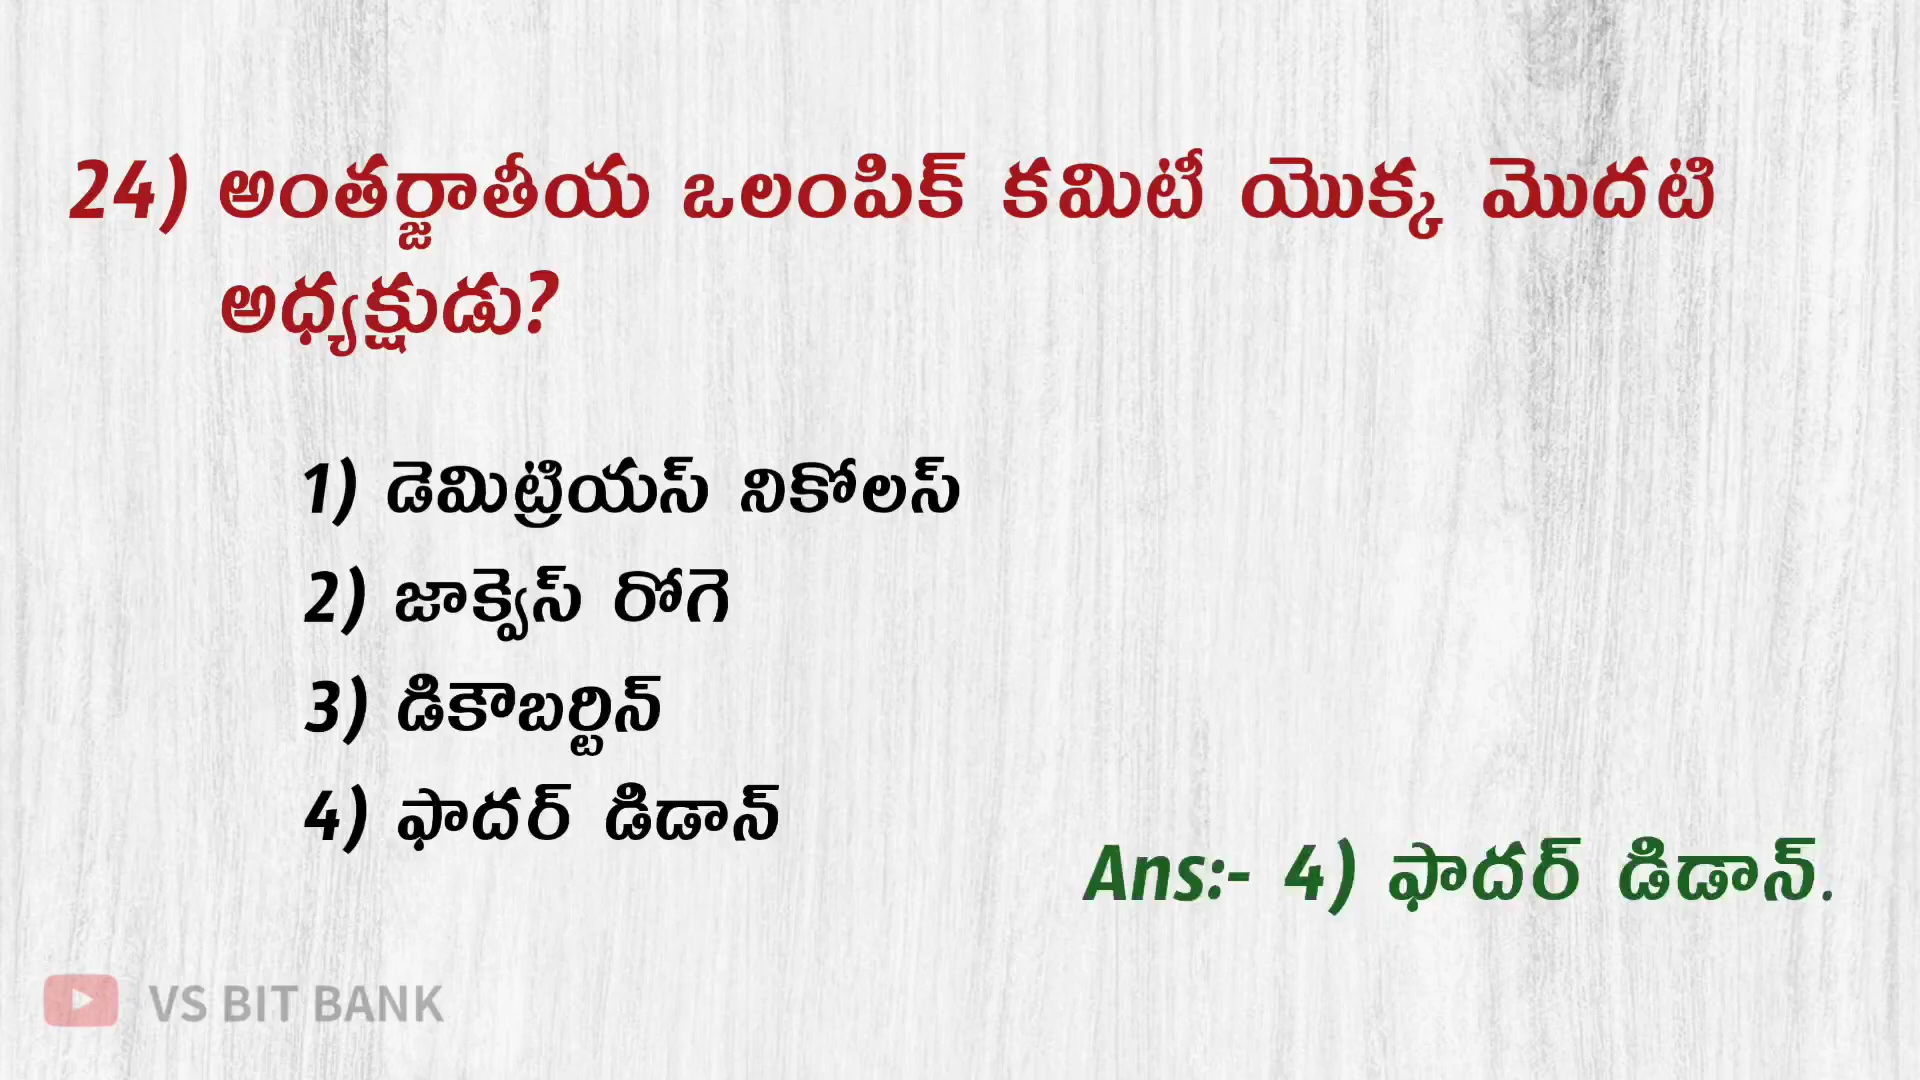 24) అంతర్జాతీయ ఒలంపిక్ కమిటీ యొక్క మొదటి
అధ్యక్షుడు?
1) డెమిట్రియస్ నికోలస్
2) జాక్వెస్ రోగె
3) డికౌబర్టిన్
4) ఫాదర్ డిడాన్
Ans:- 4) ఫాదర్ డిడాన్.
VS BIT BANK